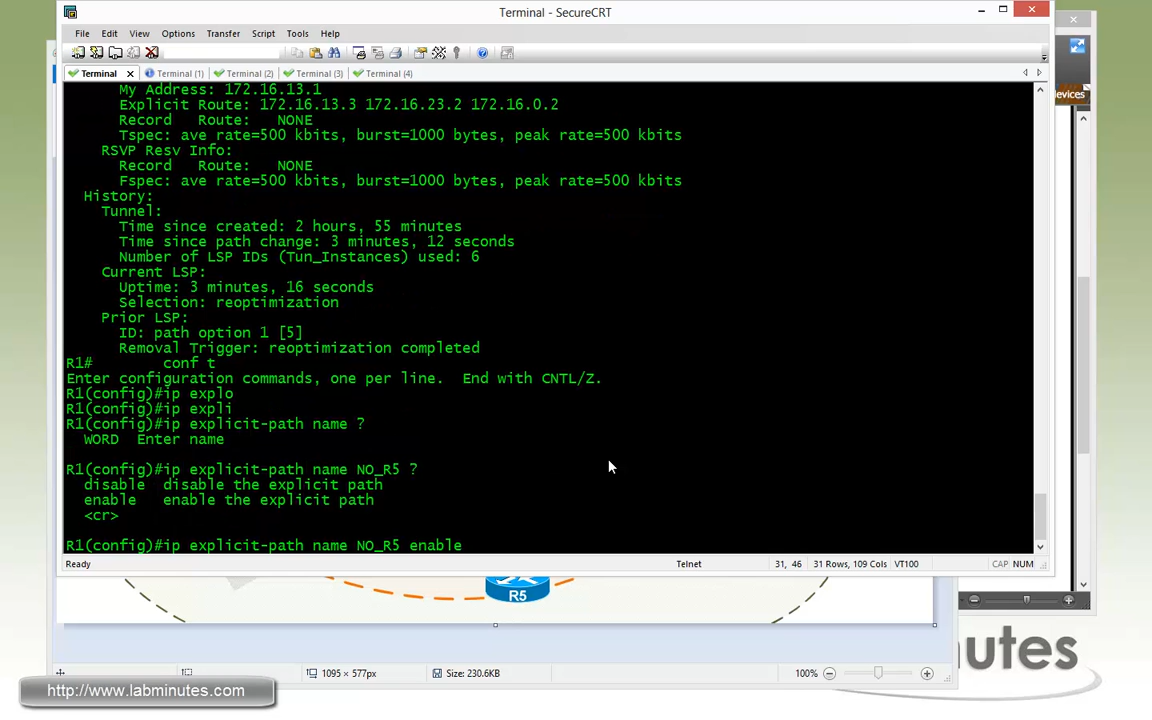 Terminal - SecureCRT
File Edit View Options Transfer Script Tools Help
Terminal Terminal (1) Terminal (2) Terminal (3) Terminal (4)
evices
My Address: 172.16.13.1
Explicit Route: 172.16.13.3 172.16.23.2 172.16.0.2
Record Route: NONE
Tspec: ave rate=500 kbits, burst=1000 bytes, peak rate=500 kbits
RSVP Resv Info:
Record Route: NONE
Fspec: ave rate=500 kbits, burst=1000 bytes, peak rate=500 kbits
History:
Tunnel:
Time since created: 2 hours, 55 minutes
Time since path change: 3 minutes, 12 seconds
Number of LSP IDs (Tun_Instances) used: 6
Current LSP:
Uptime: 3 minutes, 16 seconds
Selection: reoptimization
Prior LSP:
ID: path option 1 [5]
Removal Trigger: reoptimization completed
R1# conf t
Enter configuration commands, one per line. End with CNTL/Z.
R1(config)#ip explo
R1(config)#ip expli
R1(config)#ip explicit-path name ?
WORD Enter name
R1(config)#ip explicit-path name NO_R5 ?
disable disable the explicit path
enable enable the explicit path
<cr>
R1(config)#ip explicit-path name NO_R5 enable
Ready Telnet 31, 46 31 Rows, 109 Cols VT100 CAP NUM
R5
nutes
1095 × 577px Size: 230.6KB 100%
http://www.labminutes.com